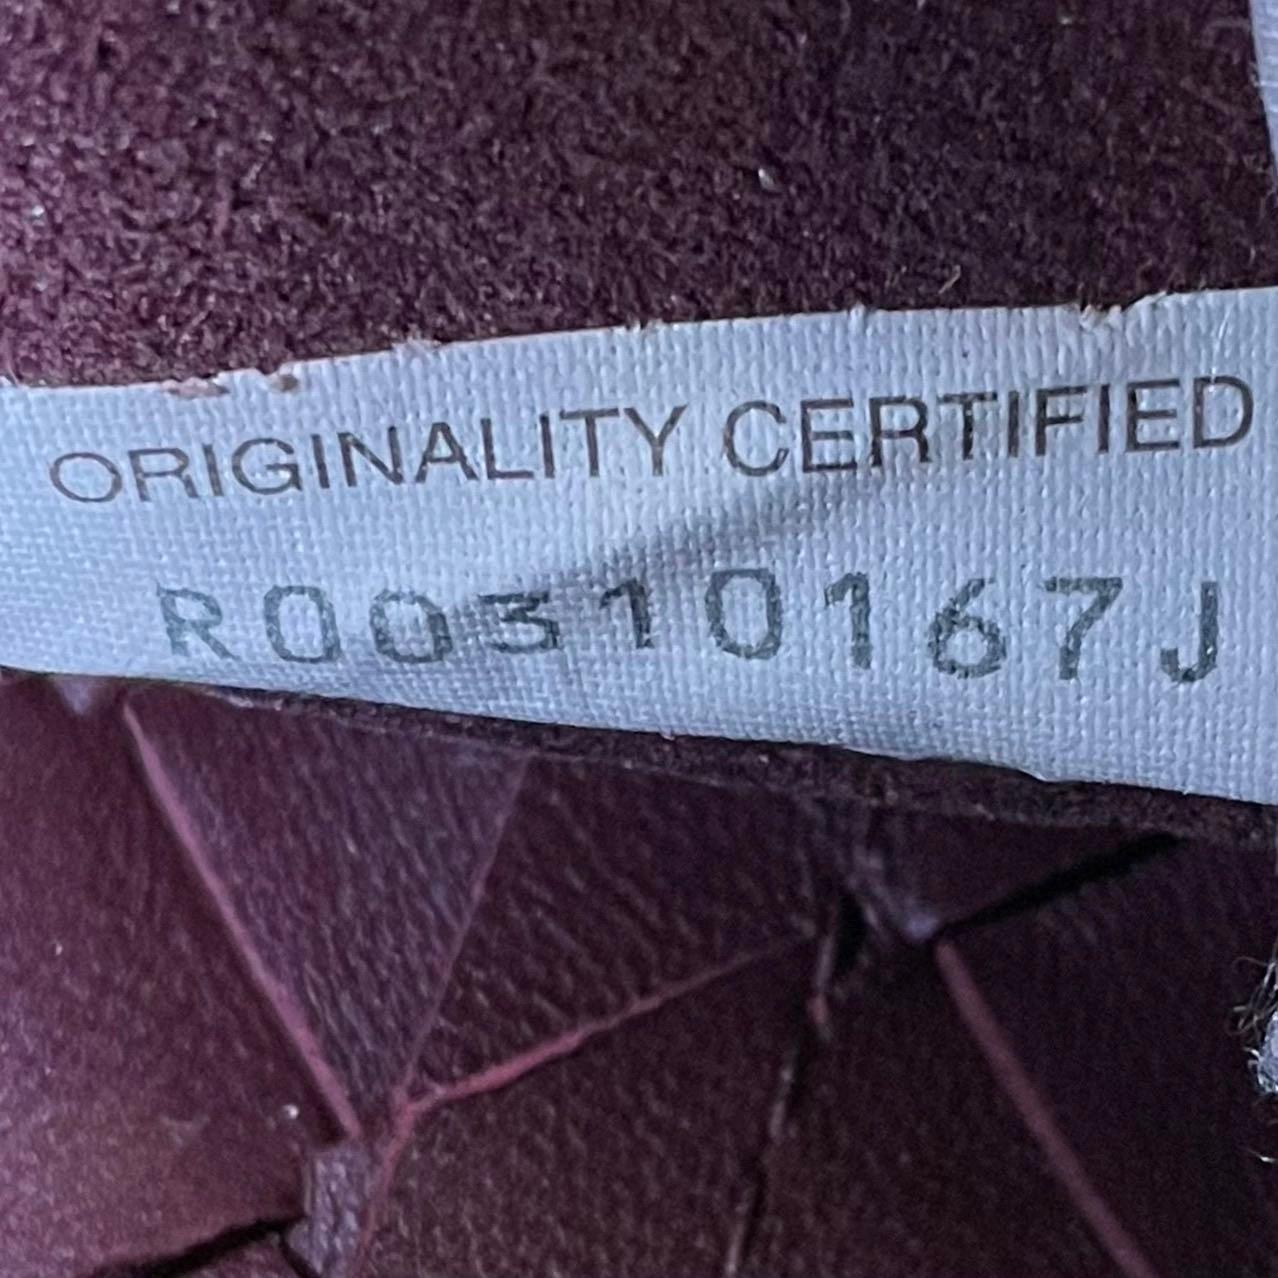 ORIGINALITY CERTIFIED
R00310167J